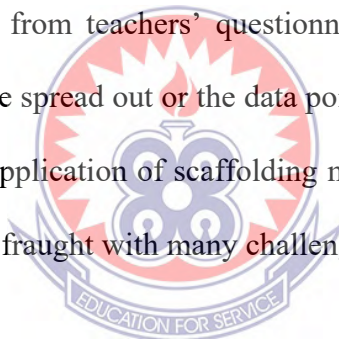 from teachers’ questionn
e spread out or the data po
pplication of scaffolding m
fraught with many challen
EDUCATION FOR SERVICE